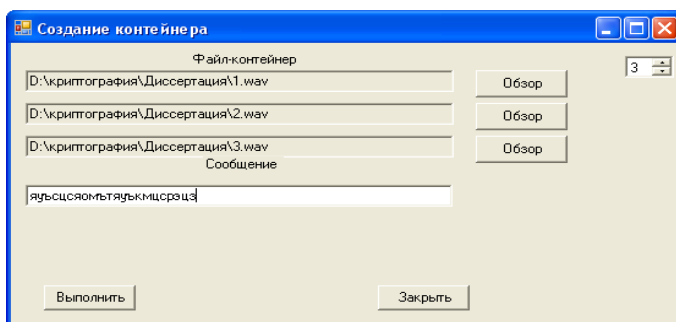 Создание контейнера
Файл-контейнер
3
D:\криптография\Диссертация\1.wav
Обзор
D:\криптография\Диссертация\2.wav
Обзор
D:\криптография\Диссертация\3.wav
Обзор
Сообщение
яуъсцсяомътяуъкмцсрэцз
Выполнить
Закрыть